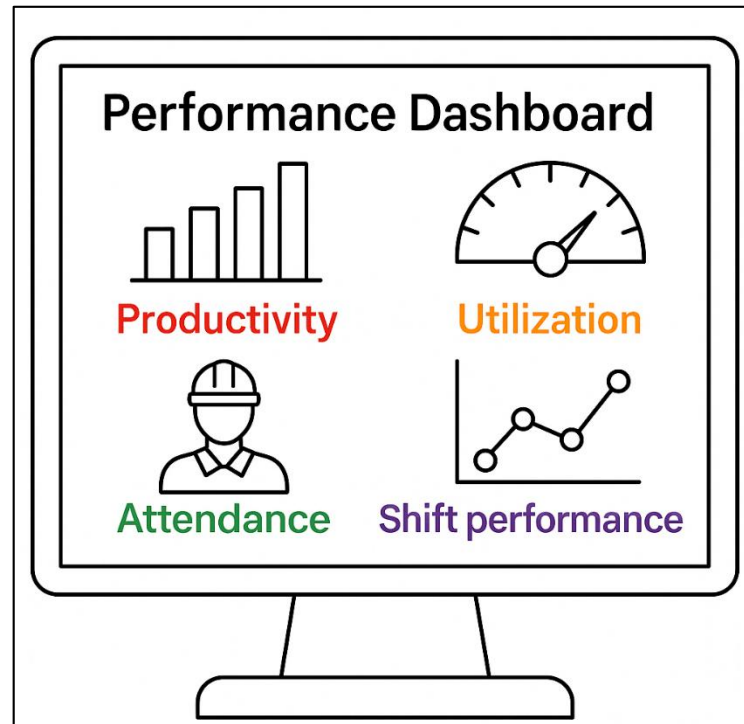 Performance Dashboard
Productivity
Utilization
Attendance
Shift performance